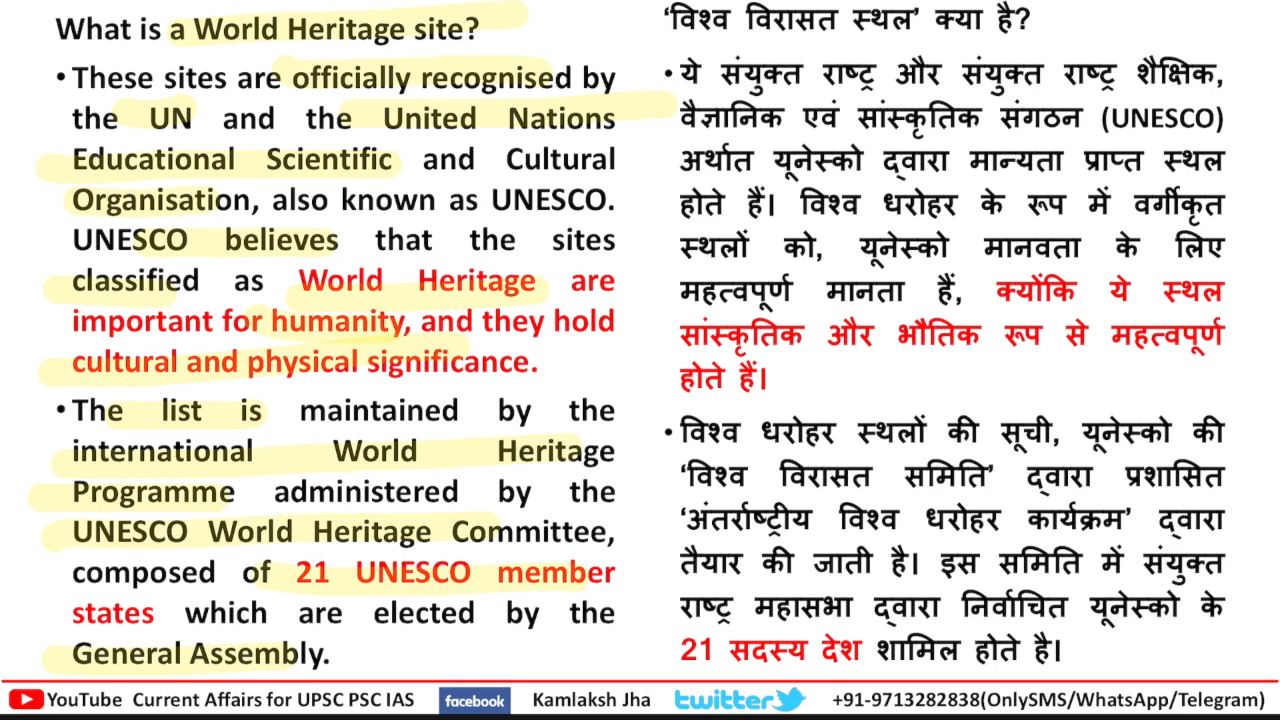 What is a World Heritage site?
• These sites are officially recognised by
the UN and the United Nations
Educational Scientific and Cultural
Organisation, also known as UNESCO.
UNESCO believes that the sites
classified as World Heritage are
important for humanity, and they hold
cultural and physical significance.
• The list is maintained by the
international World Heritage
Programme administered by the
UNESCO World Heritage Committee,
composed of 21 UNESCO member
states which are elected by the
General Assembly.
‘विश्व विरासत स्थल’ क्या है?
• ये संयुक्त राष्ट्र और संयुक्त राष्ट्र शैक्षिक,
वैज्ञानिक एवं सांस्कृतिक संगठन (UNESCO)
अर्थात यूनेस्को द्वारा मान्यता प्राप्त स्थल
होते हैं। विश्व धरोहर के रूप में वर्गीकृत
स्थलों को, यूनेस्को मानवता के लिए
महत्वपूर्ण मानता हैं, क्योंकि ये स्थल
सांस्कृतिक और भौतिक रूप से महत्वपूर्ण
होते हैं।
• विश्व धरोहर स्थलों की सूची, यूनेस्को की
‘विश्व विरासत समिति’ द्वारा प्रशासित
‘अंतर्राष्ट्रीय विश्व धरोहर कार्यक्रम’ द्वारा
तैयार की जाती है। इस समिति में संयुक्त
राष्ट्र महासभा द्वारा निर्वाचित यूनेस्को के
21 सदस्य देश शामिल होते है।
YouTube Current Affairs for UPSC PSC IAS facebook Kamlaksh Jha twitter +91-9713282838(OnlySMS/WhatsApp/Telegram)